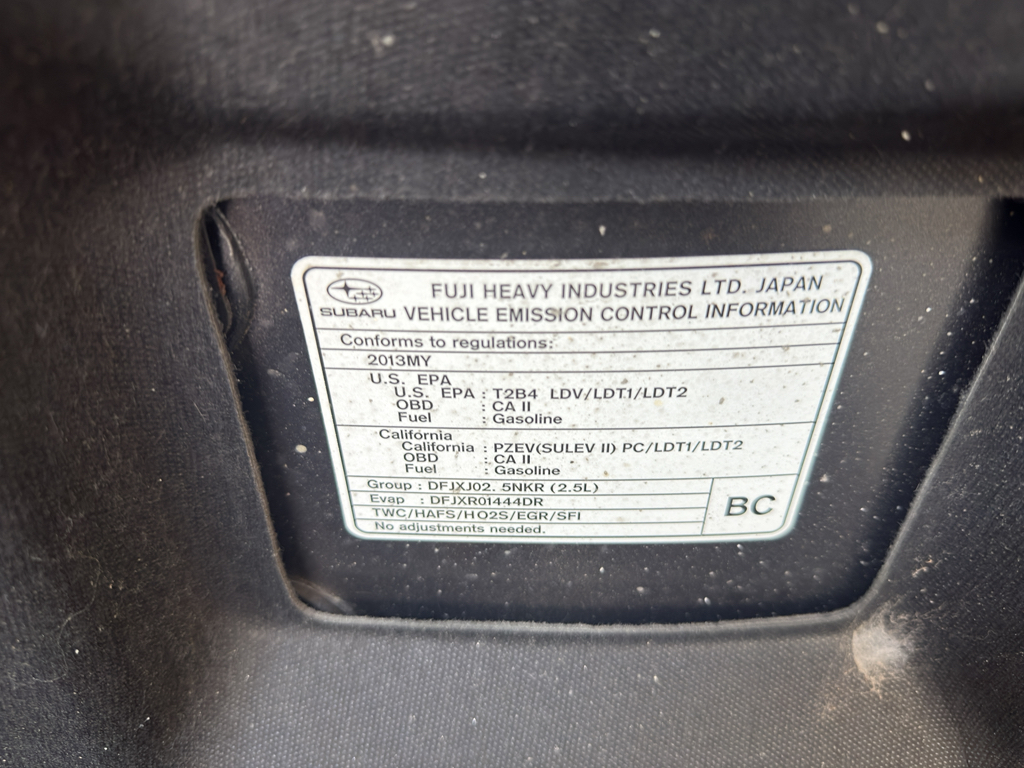 FUJI HEAVY INDUSTRIES LTD. JAPAN
SUBARU VEHICLE EMISSION CONTROL INFORMATION
Conforms to regulations:
2013MY
U.S. EPA
U.S. EPA : T2B4 LDV/LDT1/LDT2
OBD : CA II
Fuel : Gasoline
California
California : PZEV(SULEV II) PC/LDT1/LDT2
OBD : CA II
Fuel : Gasoline
Group : DFJXJ02. 5NKR (2.5L)
Evap : DFJXR01444DR
TWC/HAFS/HO2S/EGR/SFI
No adjustments needed.
BC